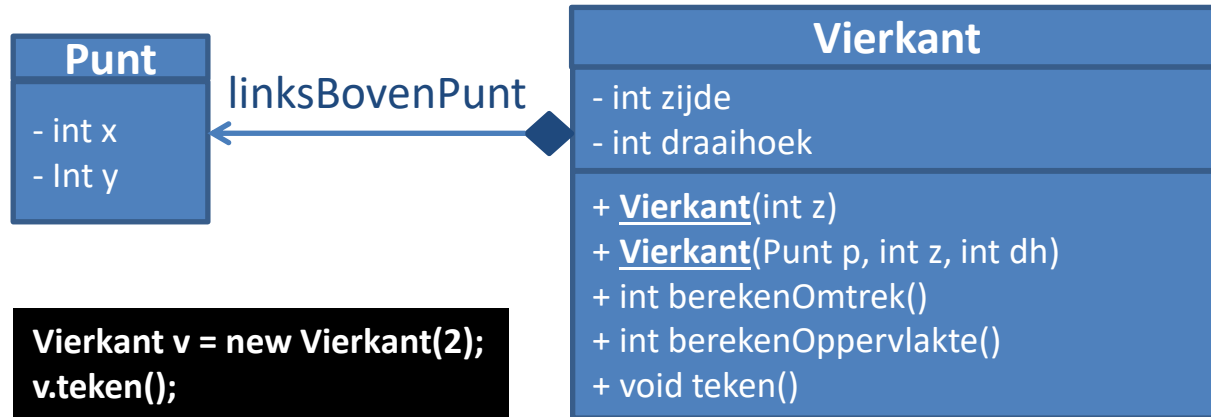 Punt
- int x
- Int y
linksBovenPunt
Vierkant
- int zijde
- int draaihoek
+ Vierkant(int z)
+ Vierkant(Punt p, int z, int dh)
+ int berekenOmtrek()
+ int berekenOppervlakte()
+ void teken()
Vierkant v = new Vierkant(2);
v.teken();